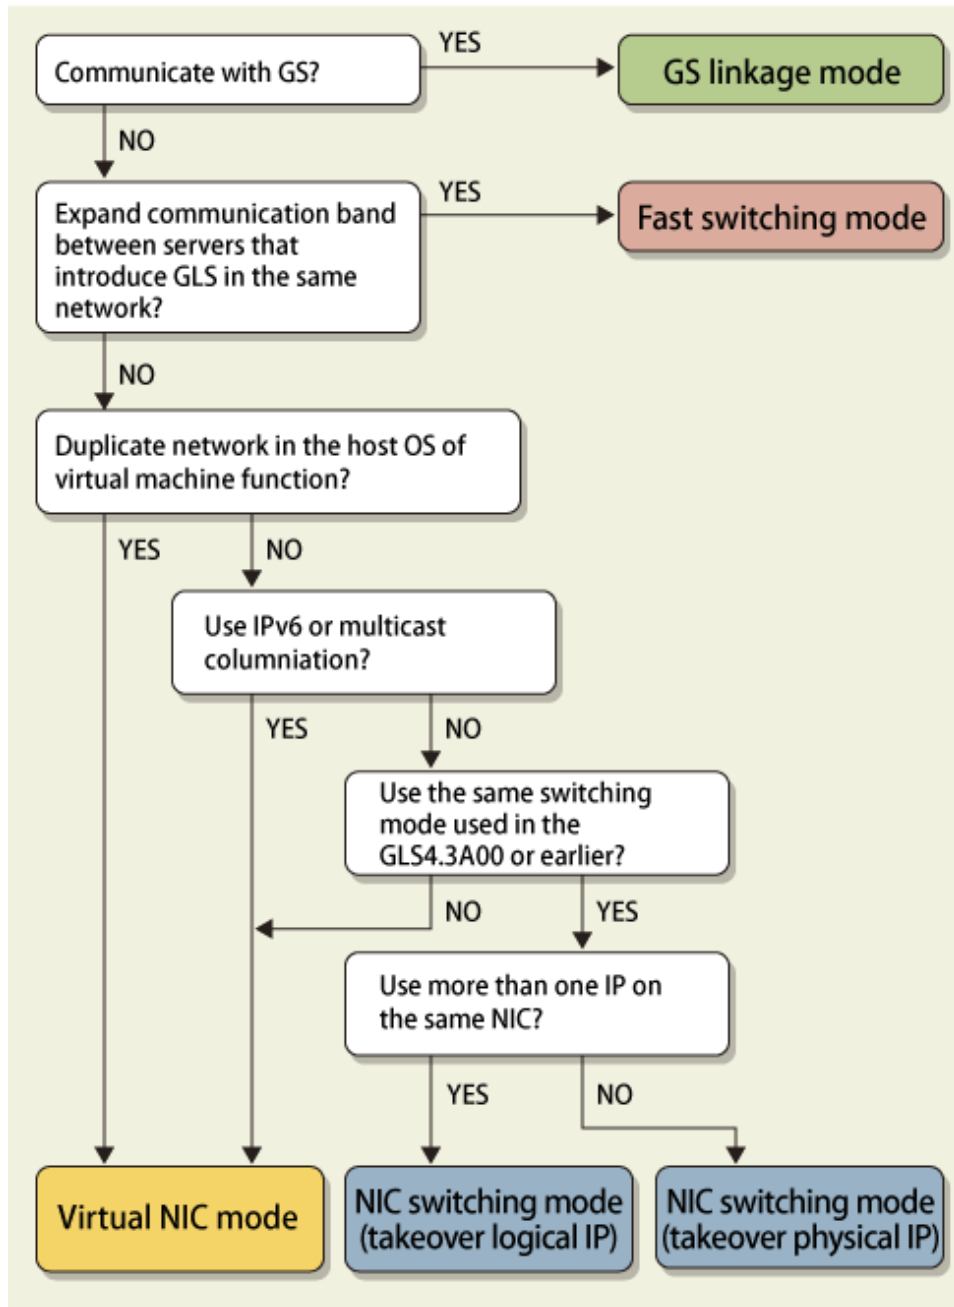 Communicate with GS?
YES
GS linkage mode
NO
Expand communication band
between servers that
introduce GLS in the same
network?
YES
Fast switching mode
NO
Duplicate network in the host OS of
virtual machine function?
YES
NO
Use IPv6 or multicast
columniation?
YES
NO
Use the same switching
mode used in the
GLS4.3A00 or earlier?
NO
YES
Use more than one IP on
the same NIC?
YES
NO
Virtual NIC mode
NIC switching mode
(takeover logical IP)
NIC switching mode
(takeover physical IP)